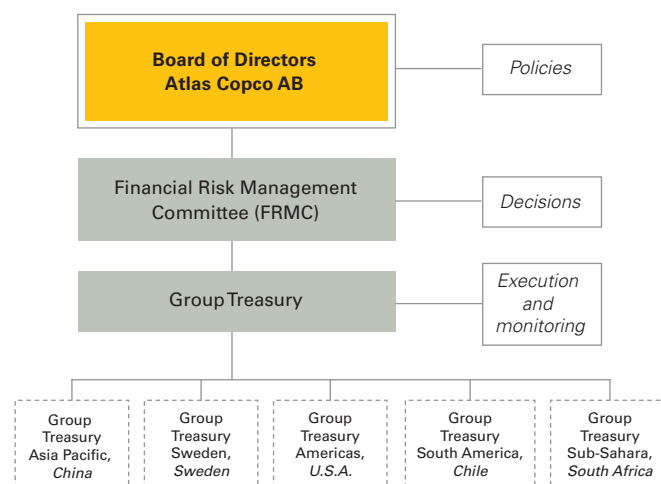 Board of Directors
Atlas Copco AB
Policies
Financial Risk Management
Committee (FRMC)
Decisions
Group Treasury
Execution
and
monitoring
Group
Treasury
Asia Pacific,
China
Group
Treasury
Sweden,
Sweden
Group
Treasury
Americas,
U.S.A.
Group
Treasury
South America,
Chile
Group
Treasury
Sub-Sahara,
South Africa